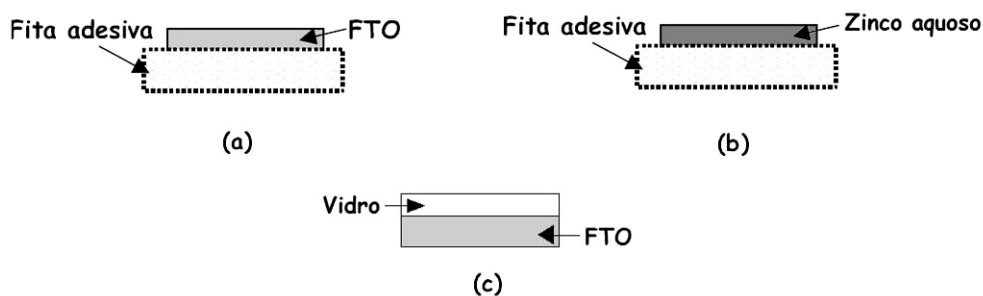 Fita adesiva
FTO
(a)
Fita adesiva
Zinco aquoso
(b)
Vidro
FTO
(c)